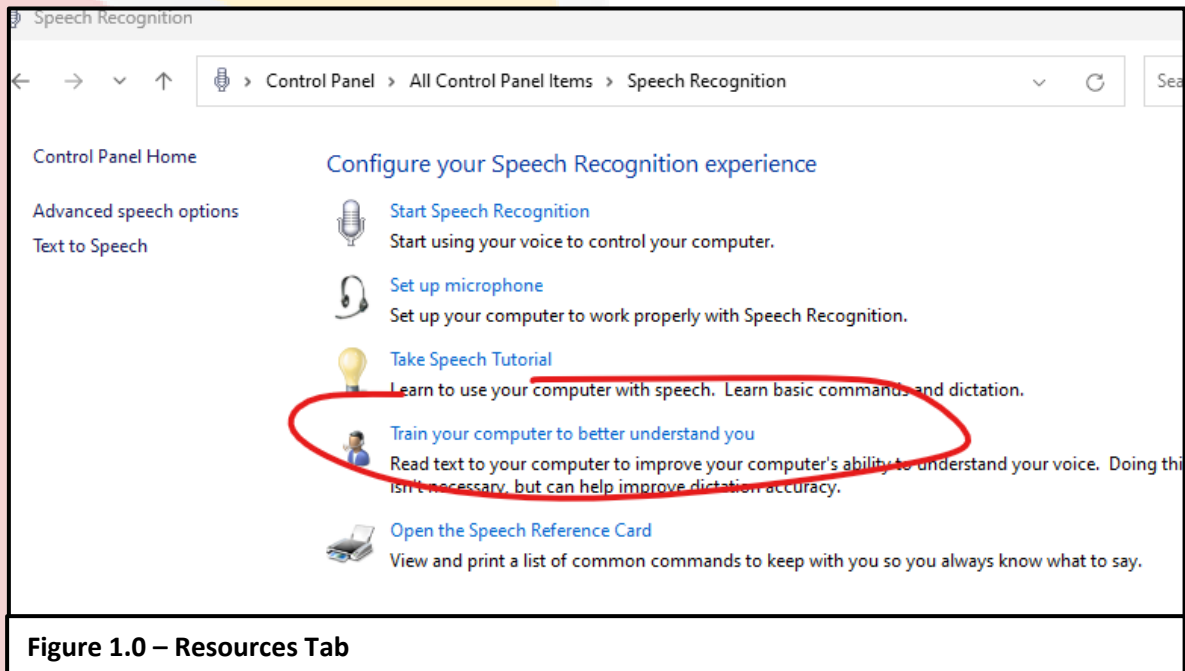 Speech Recognition
Control Panel > All Control Panel Items > Speech Recognition
Sea
Control Panel Home
Advanced speech options
Text to Speech
Configure your Speech Recognition experience
Start Speech Recognition
Start using your voice to control your computer.
Set up microphone
Set up your computer to work properly with Speech Recognition.
Take Speech Tutorial
Learn to use your computer with speech. Learn basic commands and dictation.
Train your computer to better understand you
Read text to your computer to improve your computer's ability to understand your voice. Doing thi
isn't necessary, but can help improve dictation accuracy.
Open the Speech Reference Card
View and print a list of common commands to keep with you so you always know what to say.
Figure 1.0 – Resources Tab